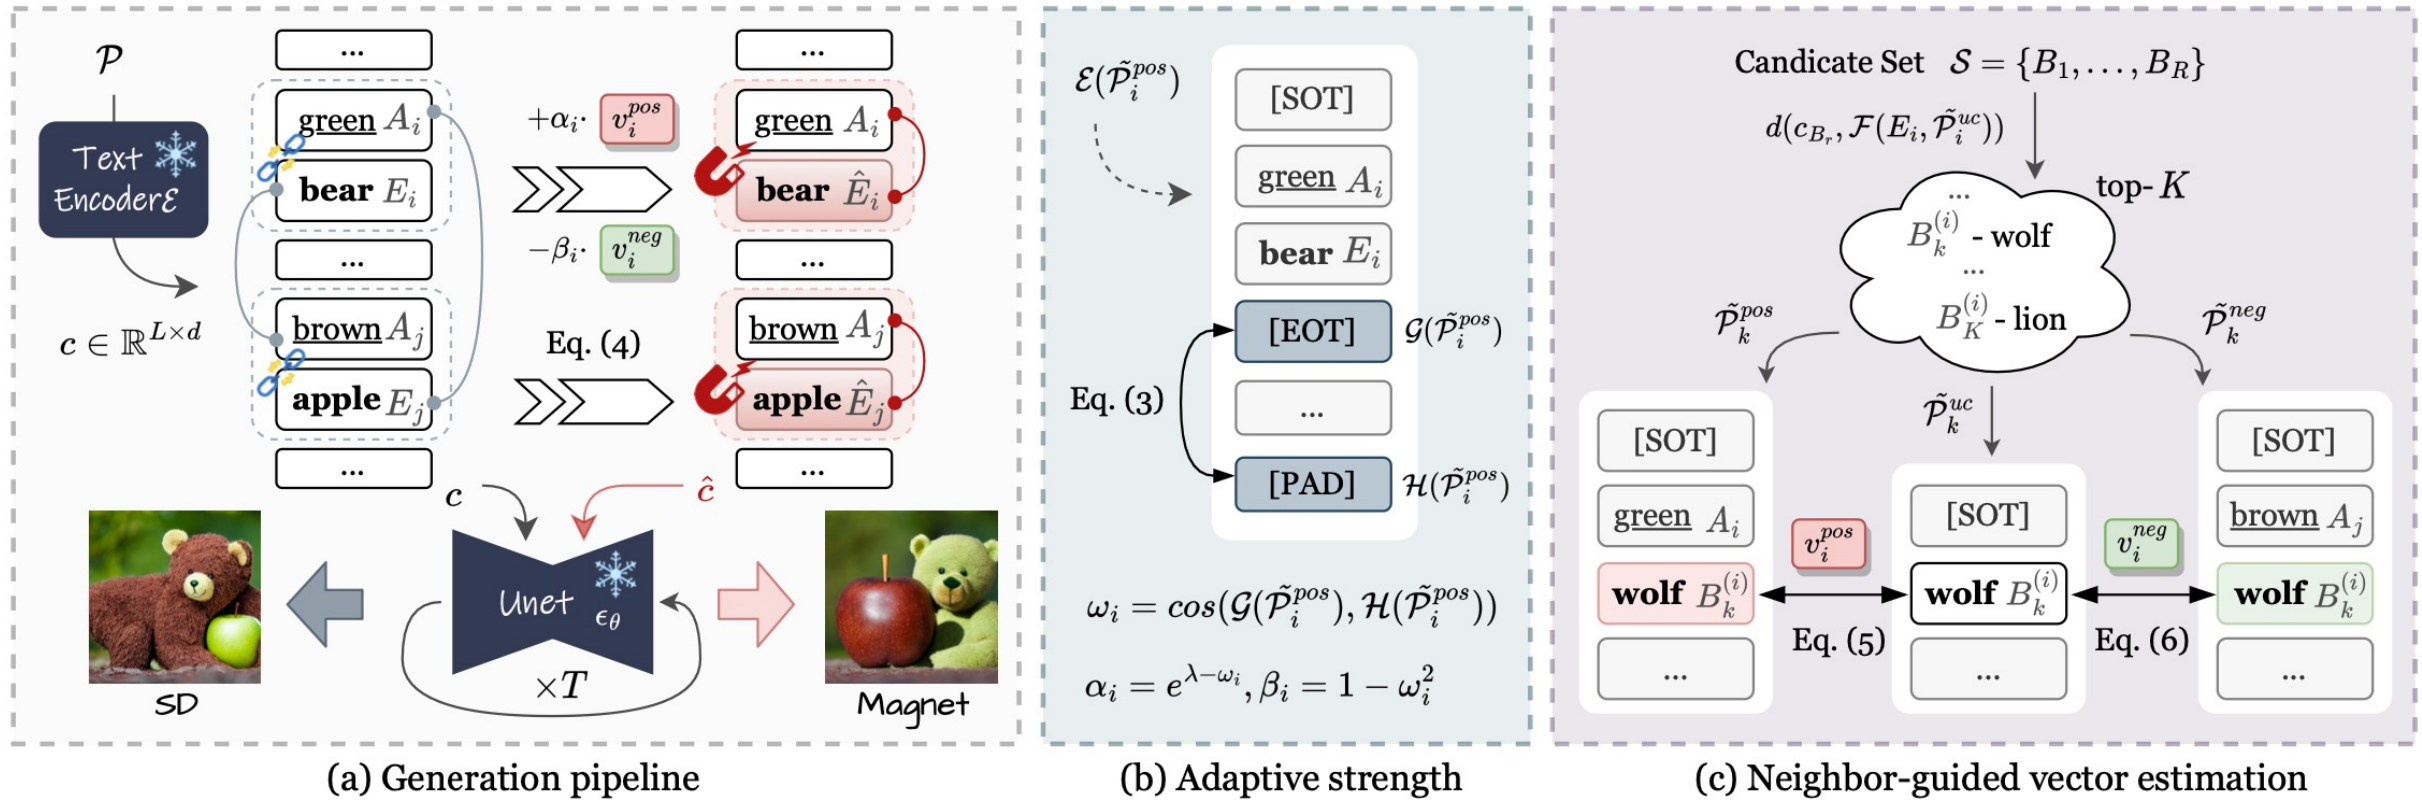 𝒫
Text
Encoderℰ
c ∈ ℝ^{L×d}
...
green A_i
bear E_i
...
brown A_j
apple E_j
...
+α_i· v_i^{pos}
−β_i· v_i^{neg}
Eq. (4)
...
green A_i
bear Ê_i
...
brown A_j
apple Ê_j
...
c
ĉ
Unet
ϵ_θ
×T
SD
Magnet
(a) Generation pipeline
ℰ(𝒫̃_i^{pos})
[SOT]
green A_i
bear E_i
[EOT] 𝒢(𝒫̃_i^{pos})
Eq. (3)
...
[PAD] ℋ(𝒫̃_i^{pos})
ω_i = cos(𝒢(𝒫̃_i^{pos}), ℋ(𝒫̃_i^{pos}))
α_i = e^{λ−ω_i}, β_i = 1 − ω_i^2
(b) Adaptive strength
Candicate Set 𝒮 = {B_1, . . . , B_R}
d(c_{B_r}, ℱ(E_i, 𝒫̃_i^{uc}))
top-K
...
B_k^{(i)} - wolf
...
B_K^{(i)} - lion
𝒫̃_k^{pos}
𝒫̃_k^{uc}
𝒫̃_k^{neg}
[SOT]
green A_i
wolf B_k^{(i)}
...
v_i^{pos}
Eq. (5)
[SOT]
wolf B_k^{(i)}
...
v_i^{neg}
Eq. (6)
[SOT]
brown A_j
wolf B_k^{(i)}
...
(c) Neighbor-guided vector estimation